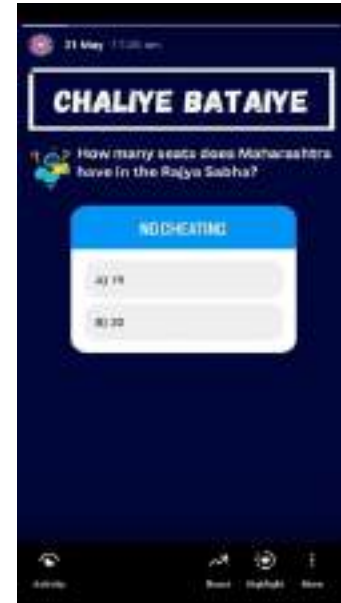 21 May
CHALIYE BATAIYE
How many seats does Maharashtra
have in the Rajya Sabha?
NO CHEATING
A) 19
B) 20
Activity
Boost Highlight More